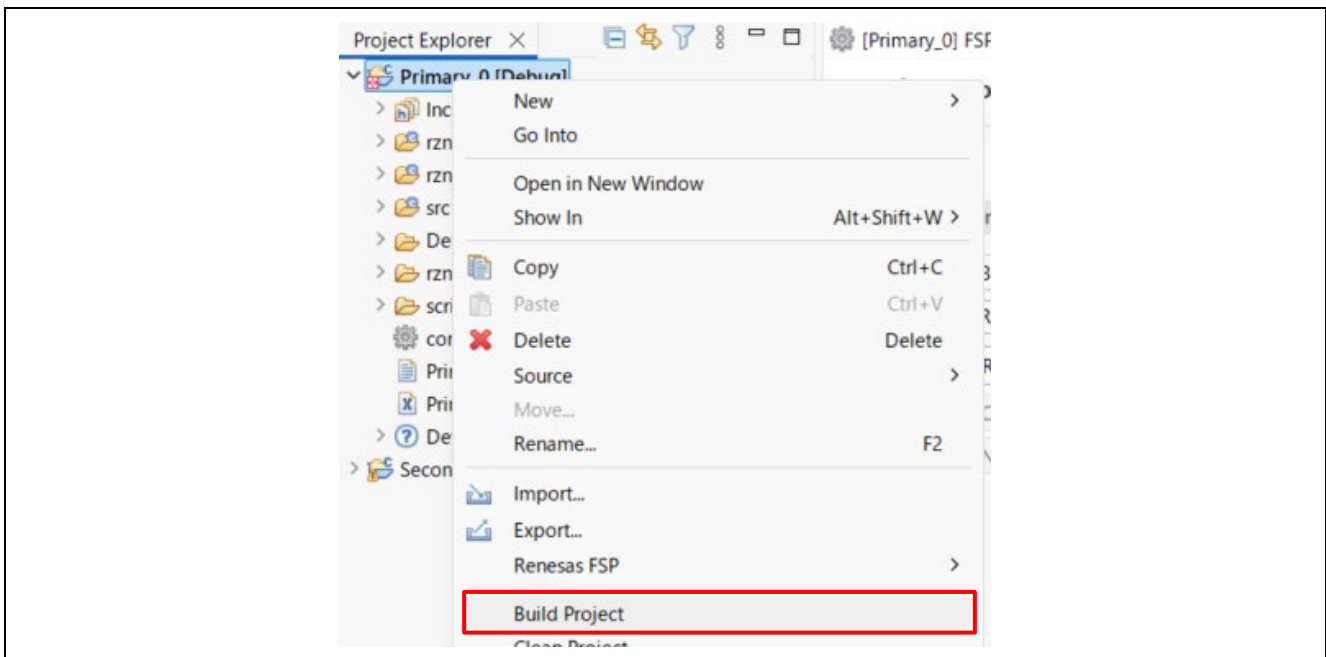 Project Explorer
[Primary_0] FSP
Primary_0 [Debug]
Inc
rzn
rzn
src
De
rzn
scri
Pri
De
Secon
New
Go Into
Open in New Window
Show In Alt+Shift+W
Copy Ctrl+C
Paste Ctrl+V
Delete Delete
Source
Move...
Rename... F2
Import...
Export...
Renesas FSP
Build Project
Clean Project